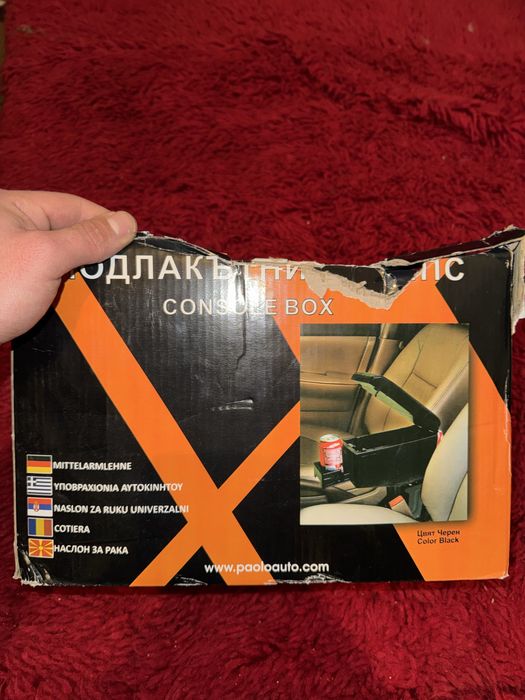 CONSOLE BOX
MITTELARMLEHNE
ΥΠΟΒΡΑΧΙΟΝΙΑ ΑΥΤΟΚΙΝΗΤΟΥ
NASLON ZA RUKU UNIVERZALNI
COTIERA
НАСЛОН ЗА РАКА
Цвят Черен
Color Black
www.paoloauto.com